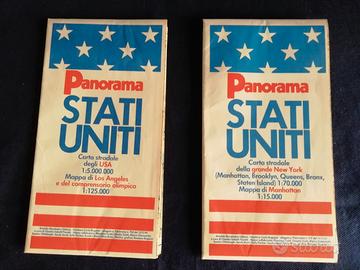 Panorama
STATI
UNITI
Carta stradale
degli USA
1:5.000.000
Mappa di Los Angeles
e del comprensorio olimpico
1:125.000
Panorama
STATI
UNITI
Carta stradale
della grande New York
(Manhattan, Brooklyn, Queens, Bronx,
Staten Island) 1:70.000
Mappa di Manhattan
1:15.000
subito